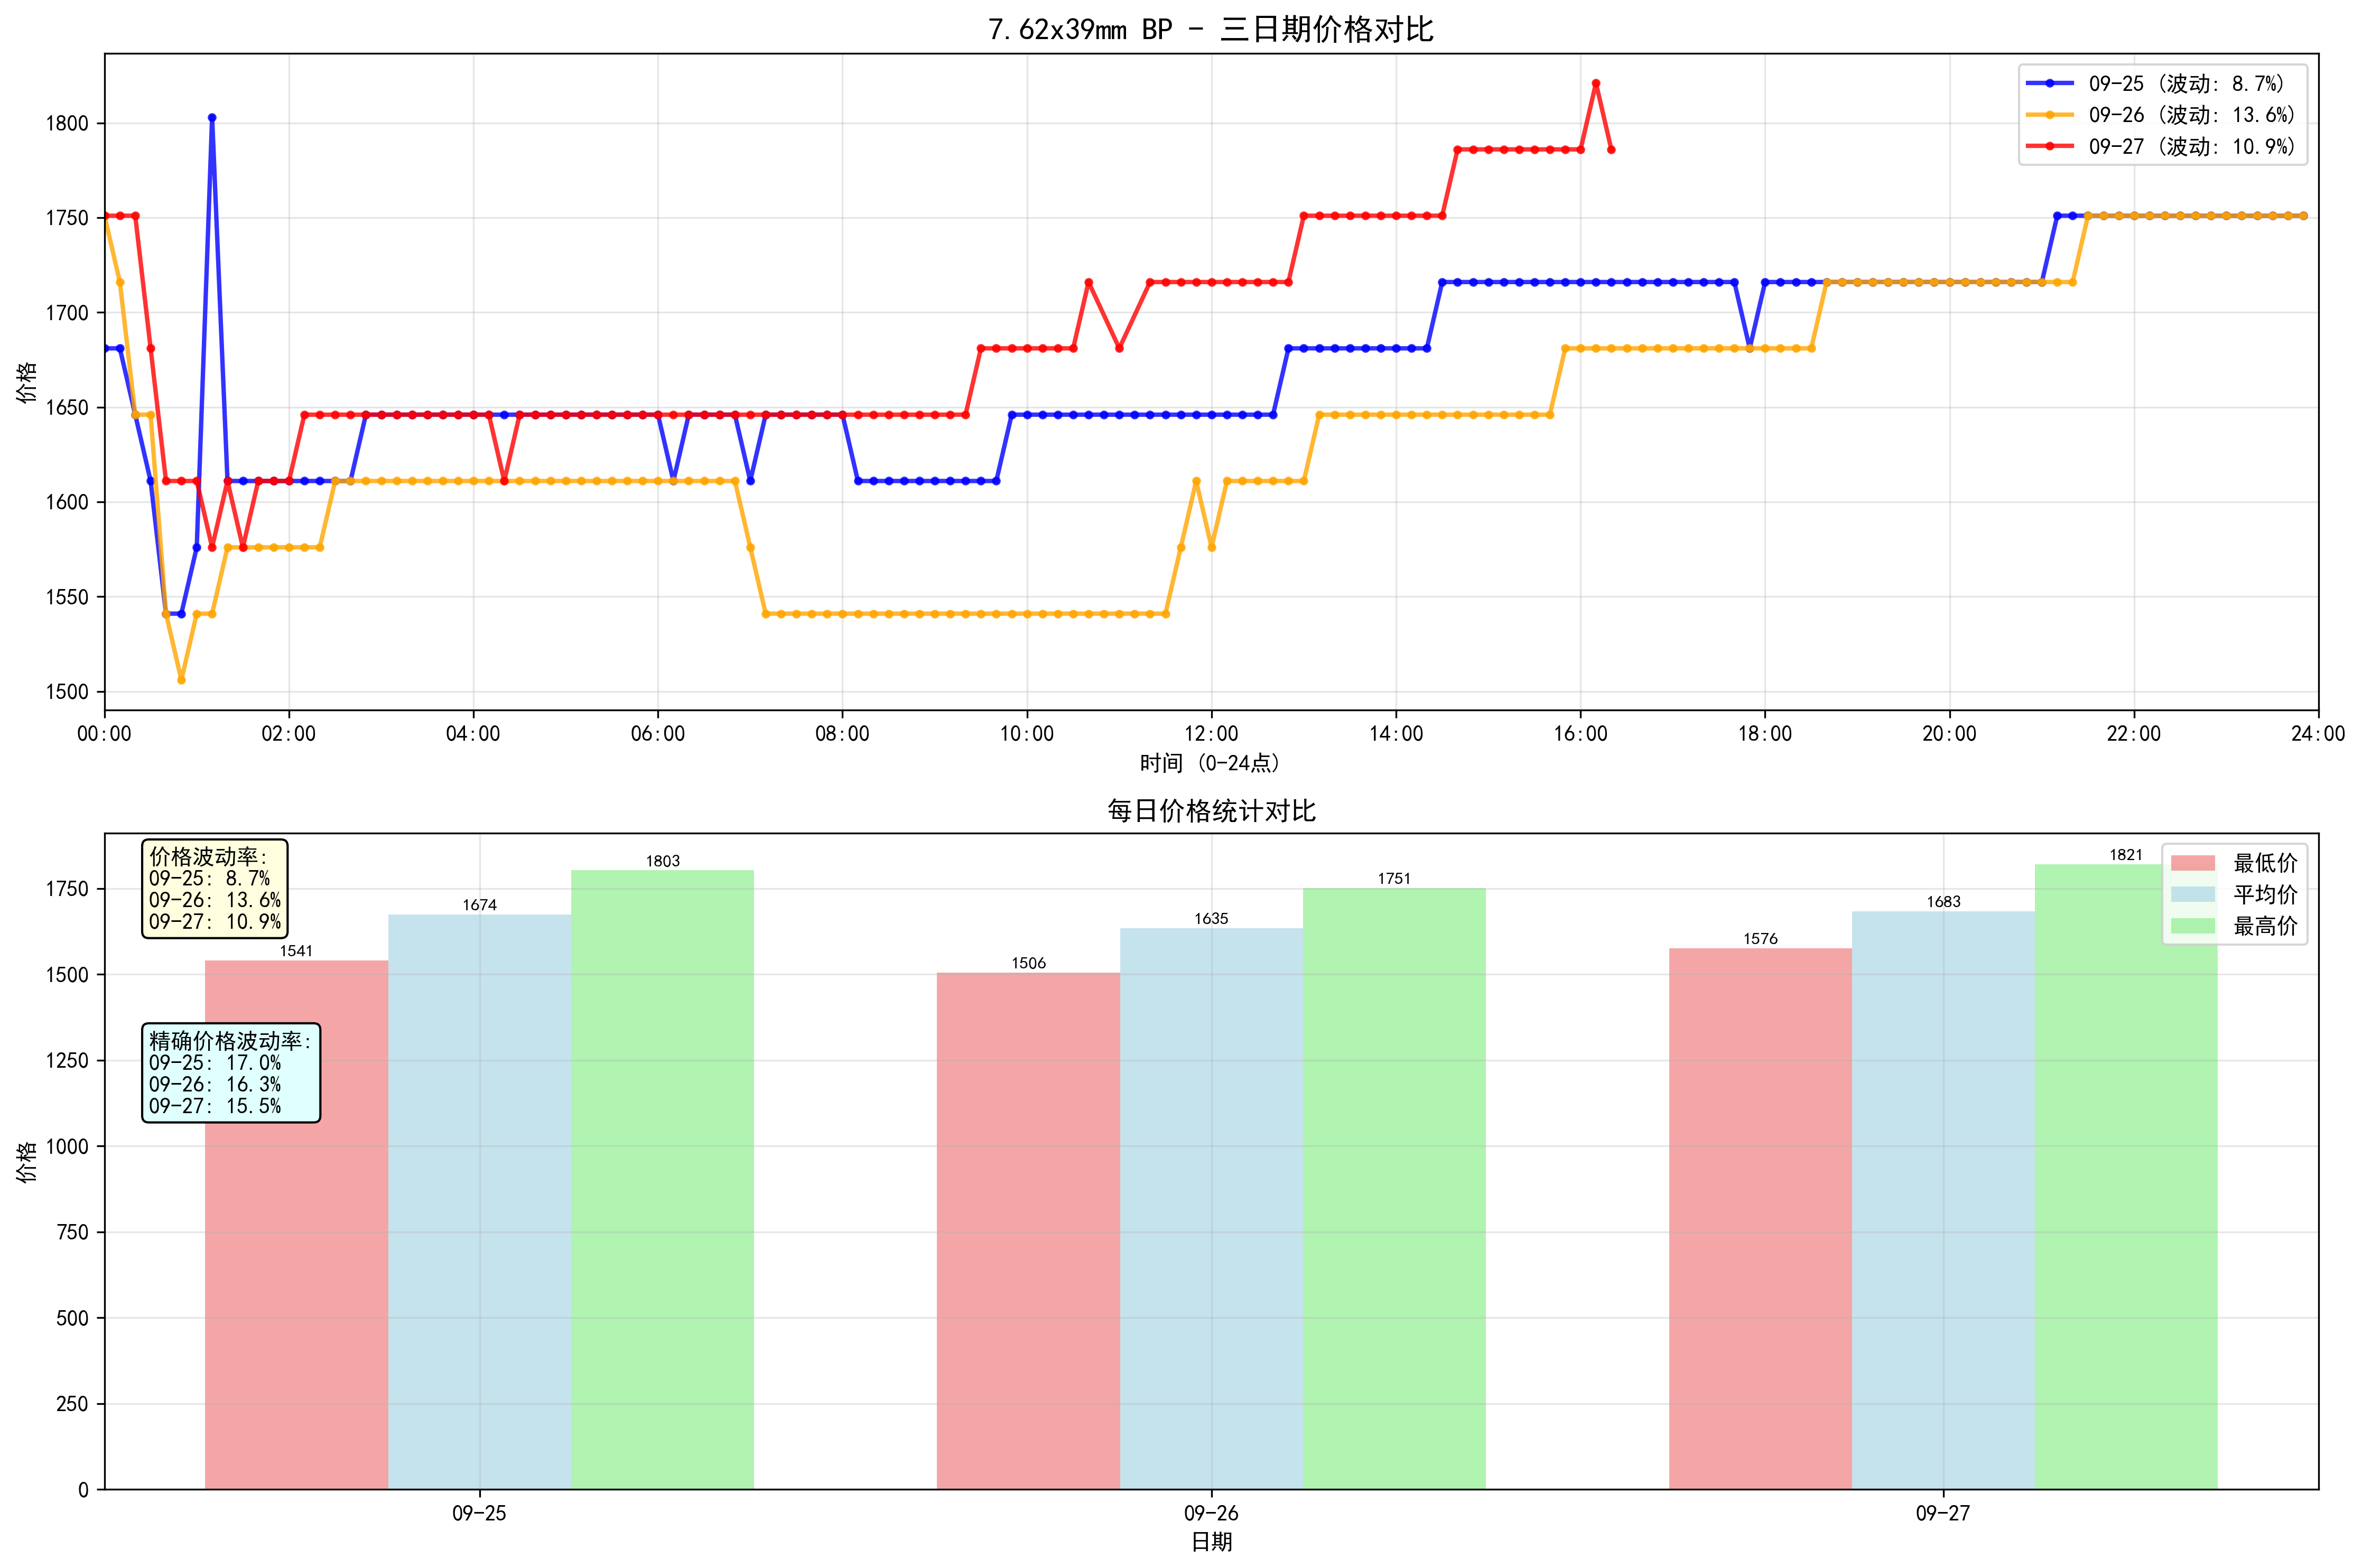 7.62x39mm BP - 三日期价格对比
09-25 (波动: 8.7%)
09-26 (波动: 13.6%)
09-27 (波动: 10.9%)
价格
1800
1750
1700
1650
1600
1550
1500
00:00 02:00 04:00 06:00 08:00 10:00 12:00 14:00 16:00 18:00 20:00 22:00 24:00
时间 (0-24点)
每日价格统计对比
价格波动率:
09-25: 8.7%
09-26: 13.6%
09-27: 10.9%
精确价格波动率:
09-25: 17.0%
09-26: 16.3%
09-27: 15.5%
最低价
平均价
最高价
1541 1674 1803
1506 1635 1751
1576 1683 1821
价格
1750
1500
1250
1000
750
500
250
0
09-25 09-26 09-27
日期